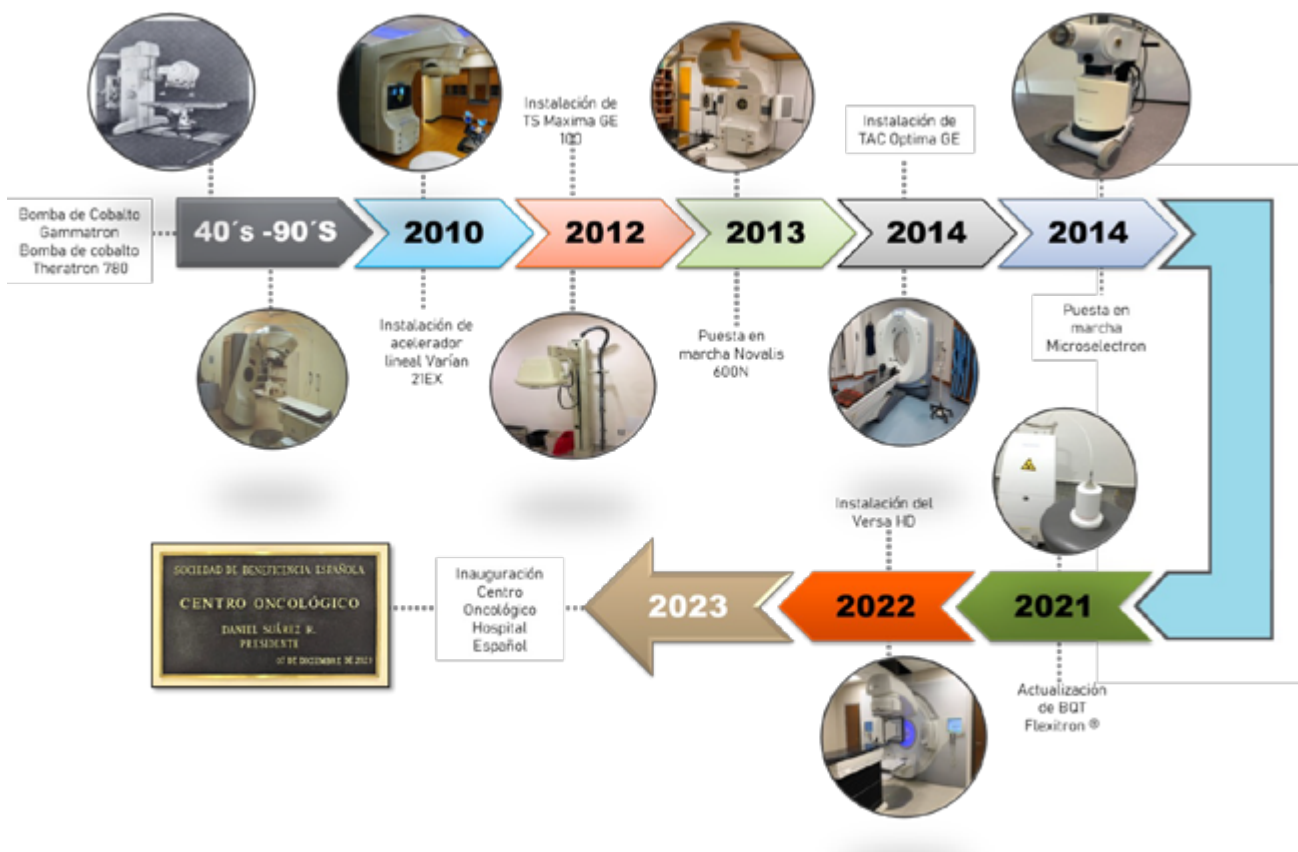 Bomba de Cobalto
Gammatron
Bomba de cobalto
Theratron 780
40´s -90´S
2010
Instalación de
acelerador
lineal Varían
21EX
Instalación de
TS Maxima GE
100
2012
2013
Puesta en
marcha Novalis
600N
Instalación de
TAC Optima GE
2014
2014
Puesta en
marcha
Microselectron
2021
Actualización
de BQT
Flexitron ®
Instalación del
Versa HD
2022
2023
Inauguración
Centro
Oncológico
Hospital
Español
SOCIEDAD DE BENEFICENCIA ESPAÑOLA
CENTRO ONCOLÓGICO
DANIEL SUÁREZ R.
PRESIDENTE
DE DICIEMBRE DE